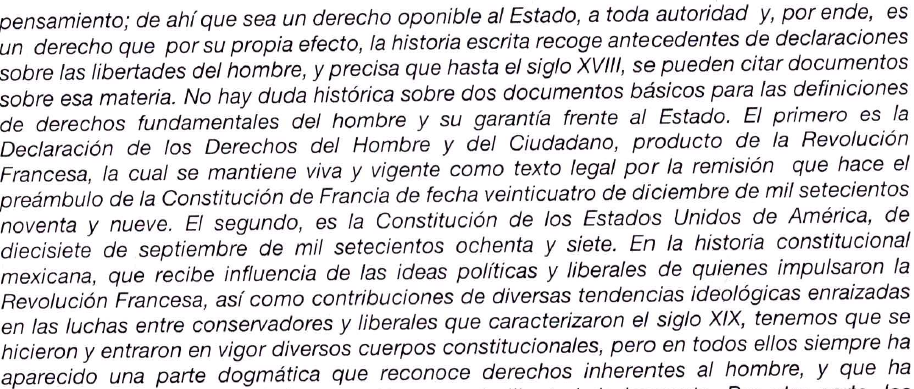 pensamiento; de ahí que sea un derecho oponible al Estado, a toda autoridad y, por ende, es
un derecho que por su propia efecto, la historia escrita recoge antecedentes de declaraciones
sobre las libertades del hombre, y precisa que hasta el siglo XVIII, se pueden citar documentos
sobre esa materia. No hay duda histórica sobre dos documentos básicos para las definiciones
de derechos fundamentales del hombre y su garantía frente al Estado. El primero es la
Declaración de los Derechos del Hombre y del Ciudadano, producto de la Revolución
Francesa, la cual se mantiene viva y vigente como texto legal por la remisión que hace el
preámbulo de la Constitución de Francia de fecha veinticuatro de diciembre de mil setecientos
noventa y nueve. El segundo, es la Constitución de los Estados Unidos de América, de
diecisiete de septiembre de mil setecientos ochenta y siete. En la historia constitucional
mexicana, que recibe influencia de las ideas políticas y liberales de quienes impulsaron la
Revolución Francesa, así como contribuciones de diversas tendencias ideológicas enraizadas
en las luchas entre conservadores y liberales que caracterizaron el siglo XIX, tenemos que se
hicieron y entraron en vigor diversos cuerpos constitucionales, pero en todos ellos siempre ha
aparecido una parte dogmática que reconoce derechos inherentes al hombre, y que ha